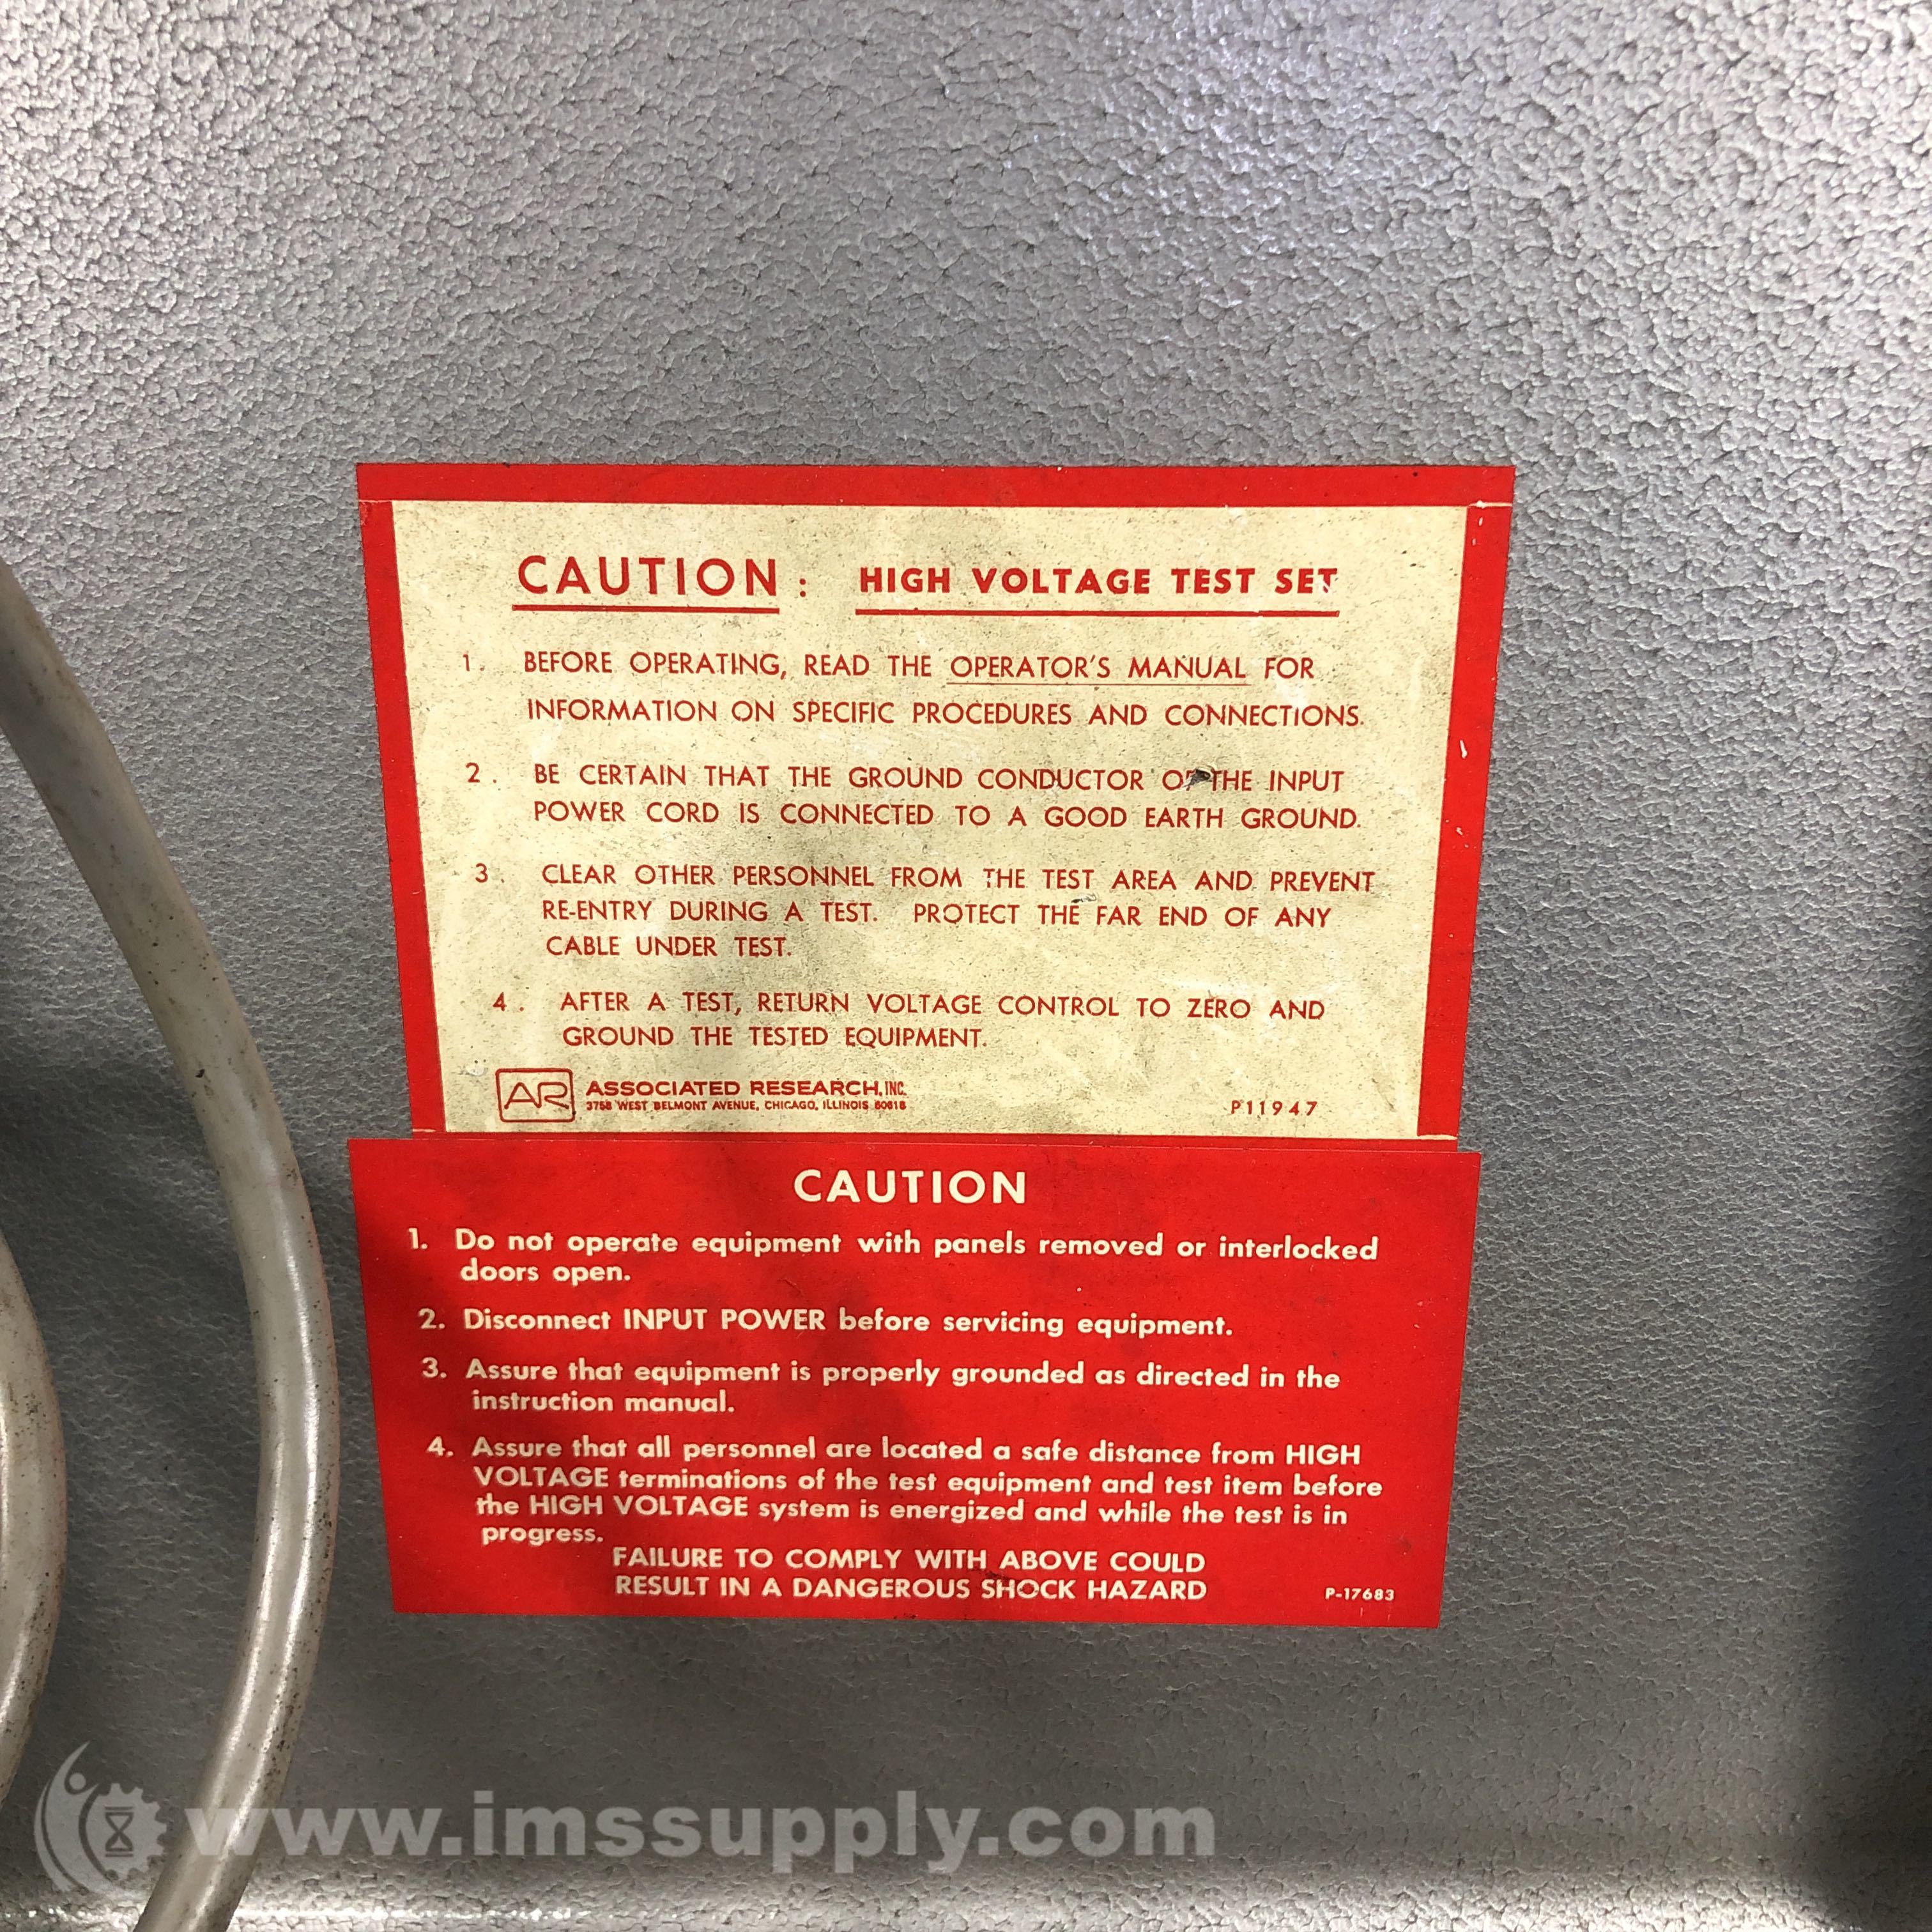 CAUTION: HIGH VOLTAGE TEST SET
1. BEFORE OPERATING, READ THE OPERATOR'S MANUAL FOR
INFORMATION ON SPECIFIC PROCEDURES AND CONNECTIONS.
2. BE CERTAIN THAT THE GROUND CONDUCTOR OF THE INPUT
POWER CORD IS CONNECTED TO A GOOD EARTH GROUND.
3. CLEAR OTHER PERSONNEL FROM THE TEST AREA AND PREVENT
RE-ENTRY DURING A TEST. PROTECT THE FAR END OF ANY
CABLE UNDER TEST.
4. AFTER A TEST, RETURN VOLTAGE CONTROL TO ZERO AND
GROUND THE TESTED EQUIPMENT.
AR ASSOCIATED RESEARCH, INC.
3758 WEST BELMONT AVENUE, CHICAGO, ILLINOIS 60618
P11947
CAUTION
1. Do not operate equipment with panels removed or interlocked
doors open.
2. Disconnect INPUT POWER before servicing equipment.
3. Assure that equipment is properly grounded as directed in the
instruction manual.
4. Assure that all personnel are located a safe distance from HIGH
VOLTAGE terminations of the test equipment and test item before
the HIGH VOLTAGE system is energized and while the test is in
progress.
FAILURE TO COMPLY WITH ABOVE COULD
RESULT IN A DANGEROUS SHOCK HAZARD
P-17683
www.imssupply.com